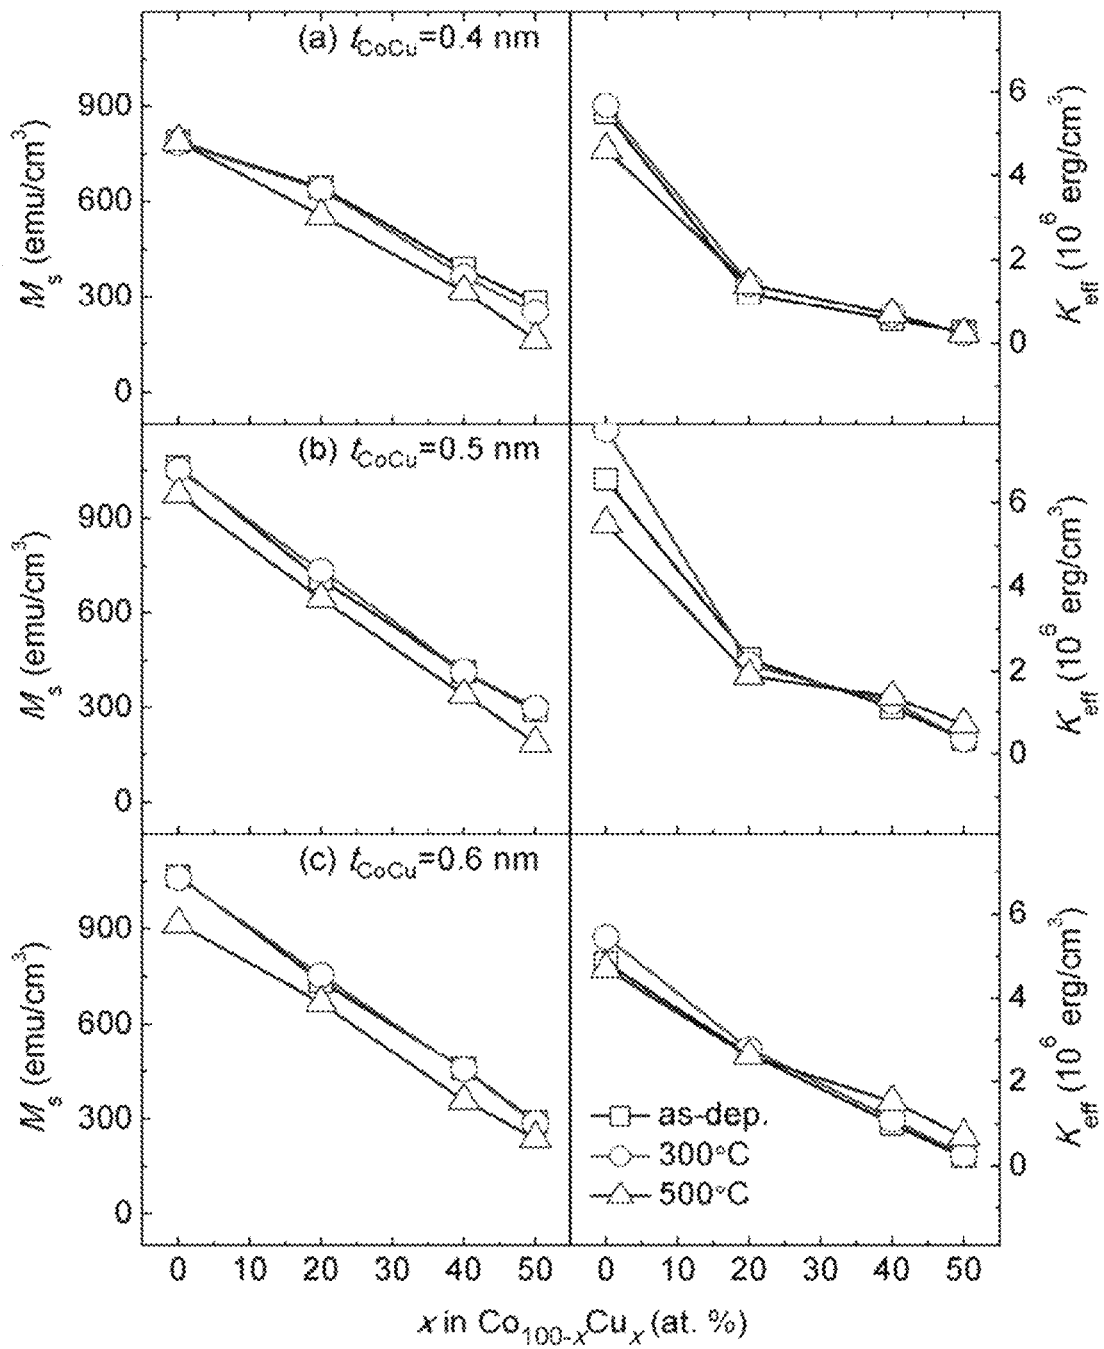 (a) tCoCu=0.4 nm
Ms (emu/cm³)
900
600
300
0
6
4
2
0
Keff (10⁶ erg/cm³)
(b) tCoCu=0.5 nm
Ms (emu/cm³)
900
600
300
0
6
4
2
0
Keff (10⁶ erg/cm³)
(c) tCoCu=0.6 nm
Ms (emu/cm³)
900
600
300
0
6
4
2
0
Keff (10⁶ erg/cm³)
as-dep.
300°C
500°C
0 10 20 30 40 50 0 10 20 30 40 50
x in Co100-xCux (at. %)